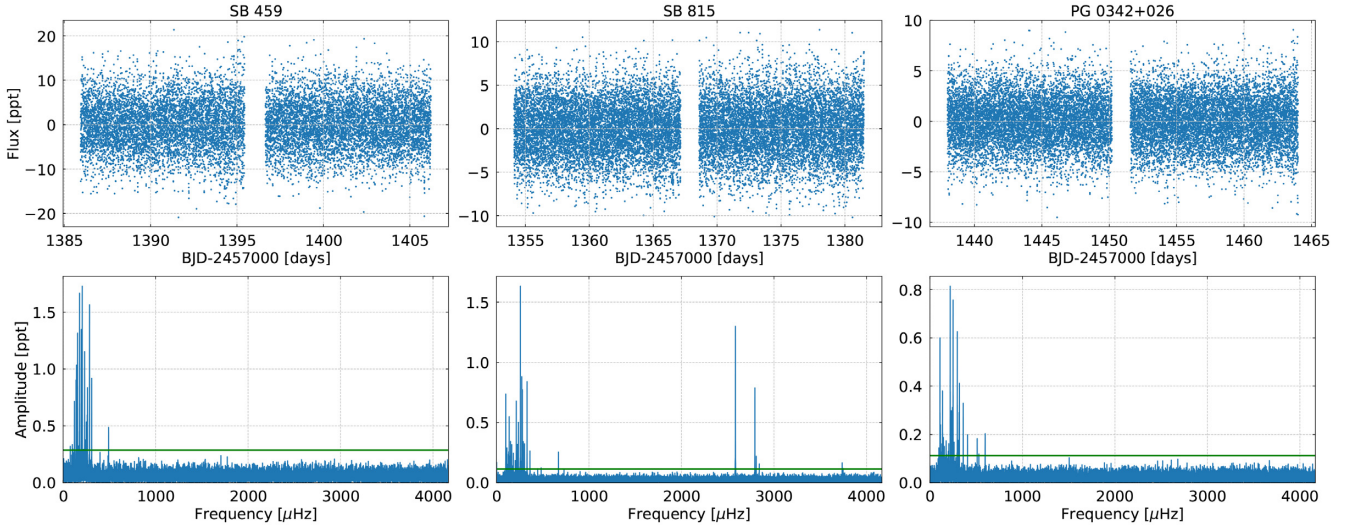 SB 459
SB 815
PG 0342+026
Flux [ppt]
20
10
0
−10
−20
10
5
0
−5
−10
10
5
0
−5
−10
1385 1390 1395 1400 1405
1355 1360 1365 1370 1375 1380
1440 1445 1450 1455 1460 1465
BJD-2457000 [days]
BJD-2457000 [days]
BJD-2457000 [days]
Amplitude [ppt]
1.5
1.0
0.5
0.0
1.5
1.0
0.5
0.0
0.8
0.6
0.4
0.2
0.0
0 1000 2000 3000 4000
0 1000 2000 3000 4000
0 1000 2000 3000 4000
Frequency [μHz]
Frequency [μHz]
Frequency [μHz]